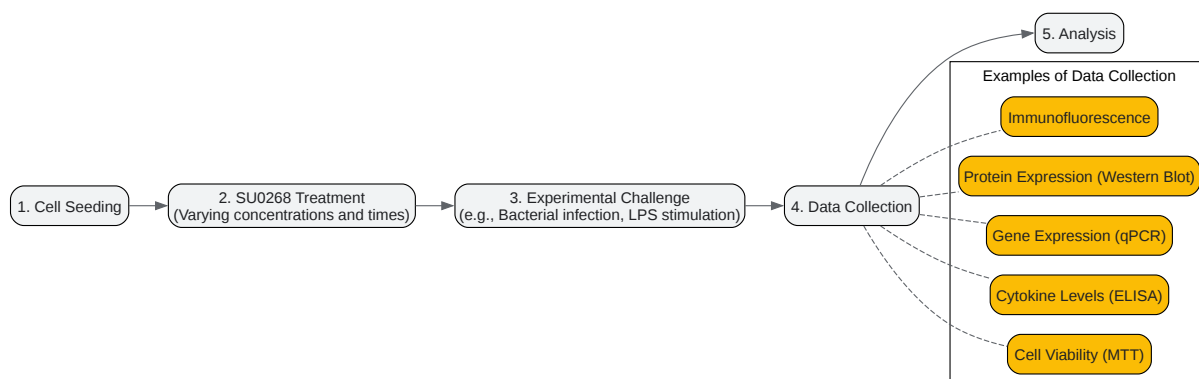 1. Cell Seeding
2. SU0268 Treatment
(Varying concentrations and times)
3. Experimental Challenge
(e.g., Bacterial infection, LPS stimulation)
4. Data Collection
5. Analysis
Examples of Data Collection
Immunofluorescence
Protein Expression (Western Blot)
Gene Expression (qPCR)
Cytokine Levels (ELISA)
Cell Viability (MTT)